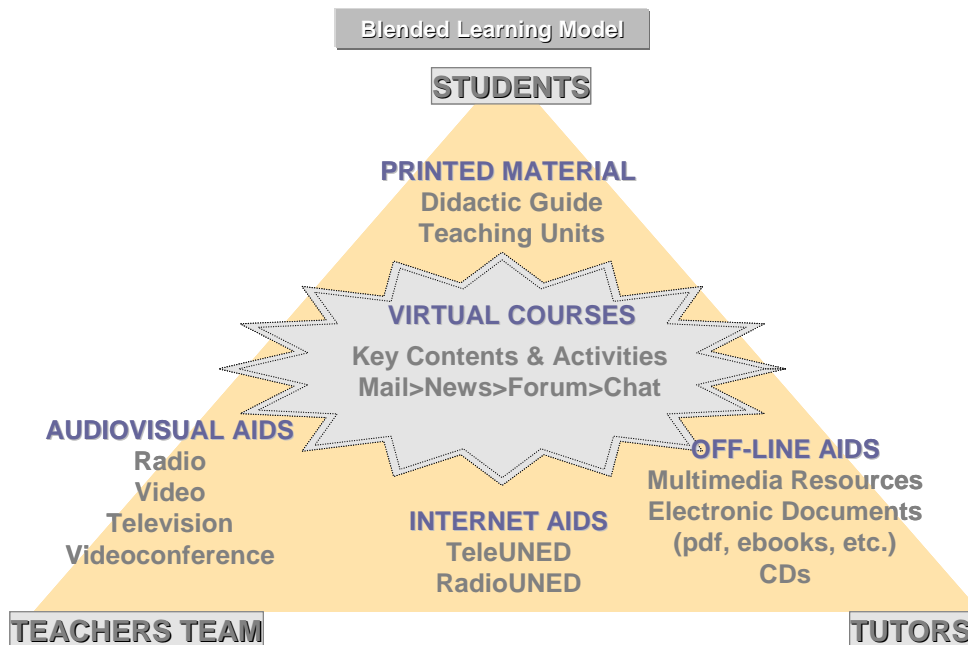 Blended Learning Model
STUDENTS
PRINTED MATERIAL
Didactic Guide
Teaching Units
VIRTUAL COURSES
Key Contents & Activities
Mail>News>Forum>Chat
AUDIOVISUAL AIDS
Radio
Video
Television
Videoconference
INTERNET AIDS
TeleUNED
RadioUNED
OFF-LINE AIDS
Multimedia Resources
Electronic Documents
(pdf, ebooks, etc.)
CDs
TEACHERS TEAM
TUTORS